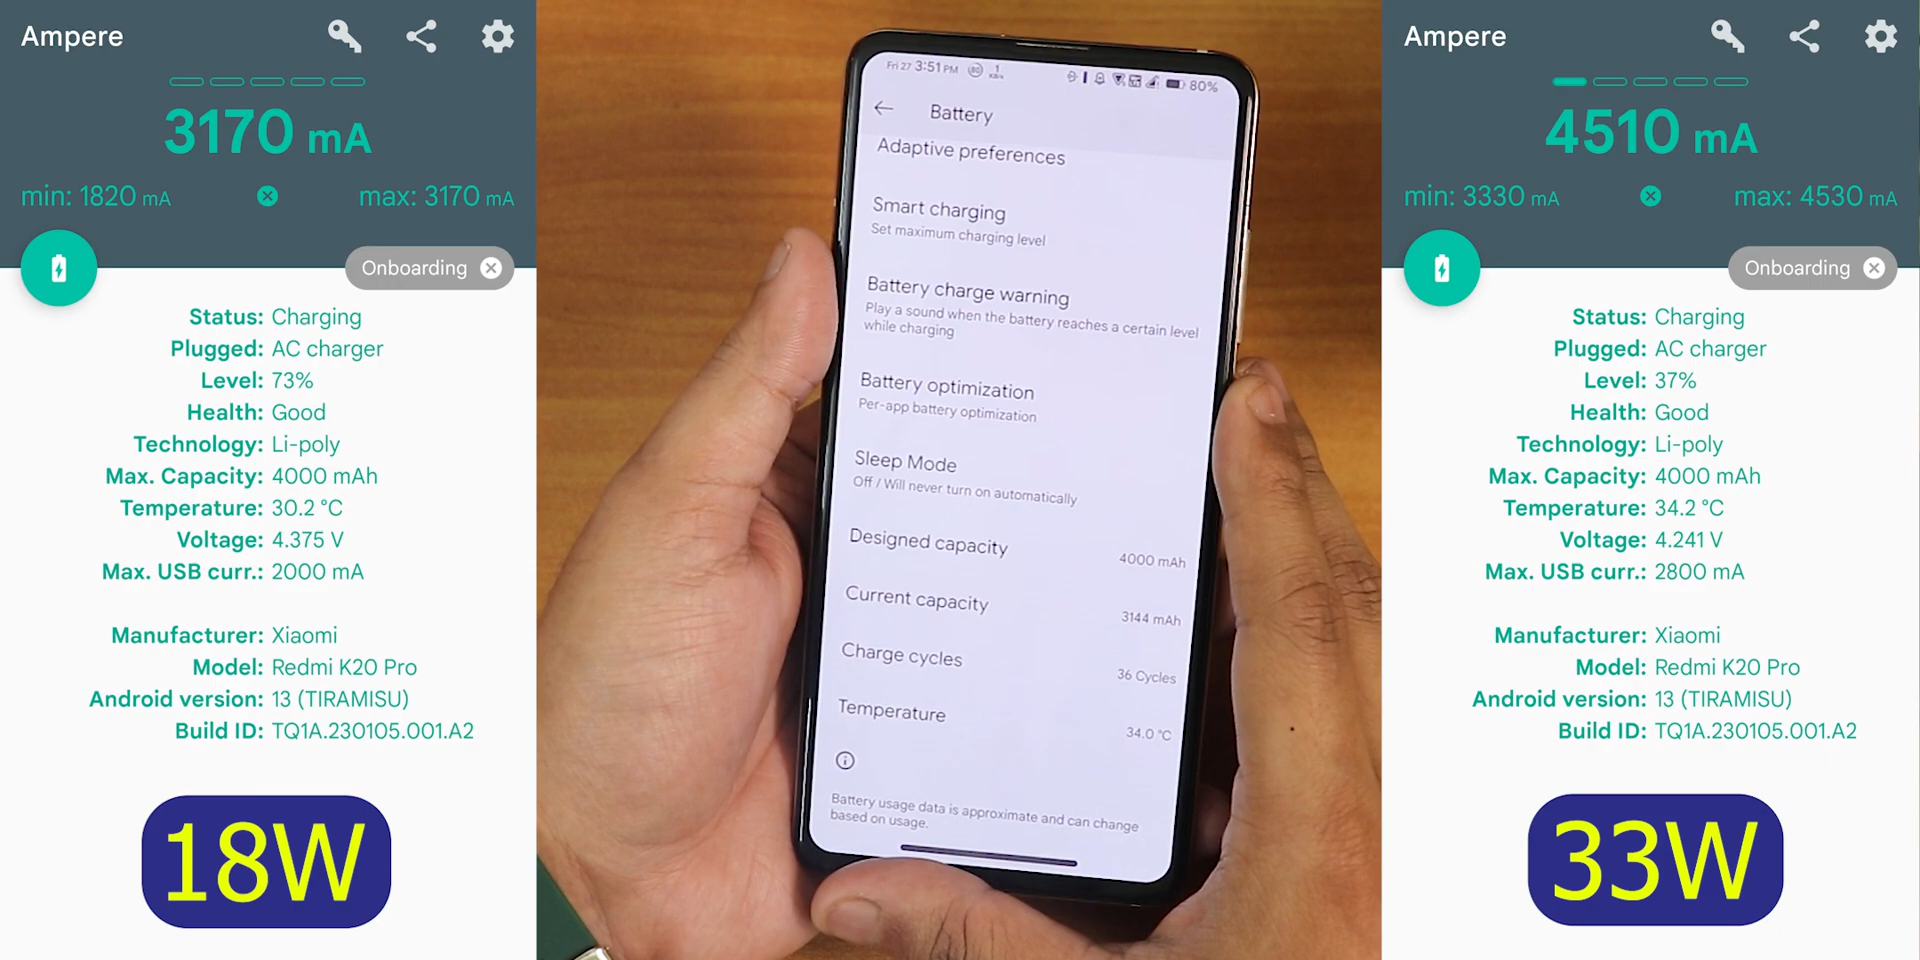 Ampere
3170 mA
min: 1820 mA
max: 3170 mA
Onboarding
Status: Charging
Plugged: AC charger
Level: 73%
Health: Good
Technology: Li-poly
Max. Capacity: 4000 mAh
Temperature: 30.2 °C
Voltage: 4.375 V
Max. USB curr.: 2000 mA
Manufacturer: Xiaomi
Model: Redmi K20 Pro
Android version: 13 (TIRAMISU)
Build ID: TQ1A.230105.001.A2
18W
Fri 27 3:51 PM
80%
Battery
Adaptive preferences
Smart charging
Set maximum charging level
Battery charge warning
Play a sound when the battery reaches a certain level
while charging
Battery optimization
Per-app battery optimization
Sleep Mode
Off / Will never turn on automatically
Designed capacity 4000 mAh
Current capacity 3144 mAh
Charge cycles 36 Cycles
Temperature 34.0 °C
Battery usage data is approximate and can change
based on usage.
Ampere
4510 mA
min: 3330 mA
max: 4530 mA
Onboarding
Status: Charging
Plugged: AC charger
Level: 37%
Health: Good
Technology: Li-poly
Max. Capacity: 4000 mAh
Temperature: 34.2 °C
Voltage: 4.241 V
Max. USB curr.: 2800 mA
Manufacturer: Xiaomi
Model: Redmi K20 Pro
Android version: 13 (TIRAMISU)
Build ID: TQ1A.230105.001.A2
33W